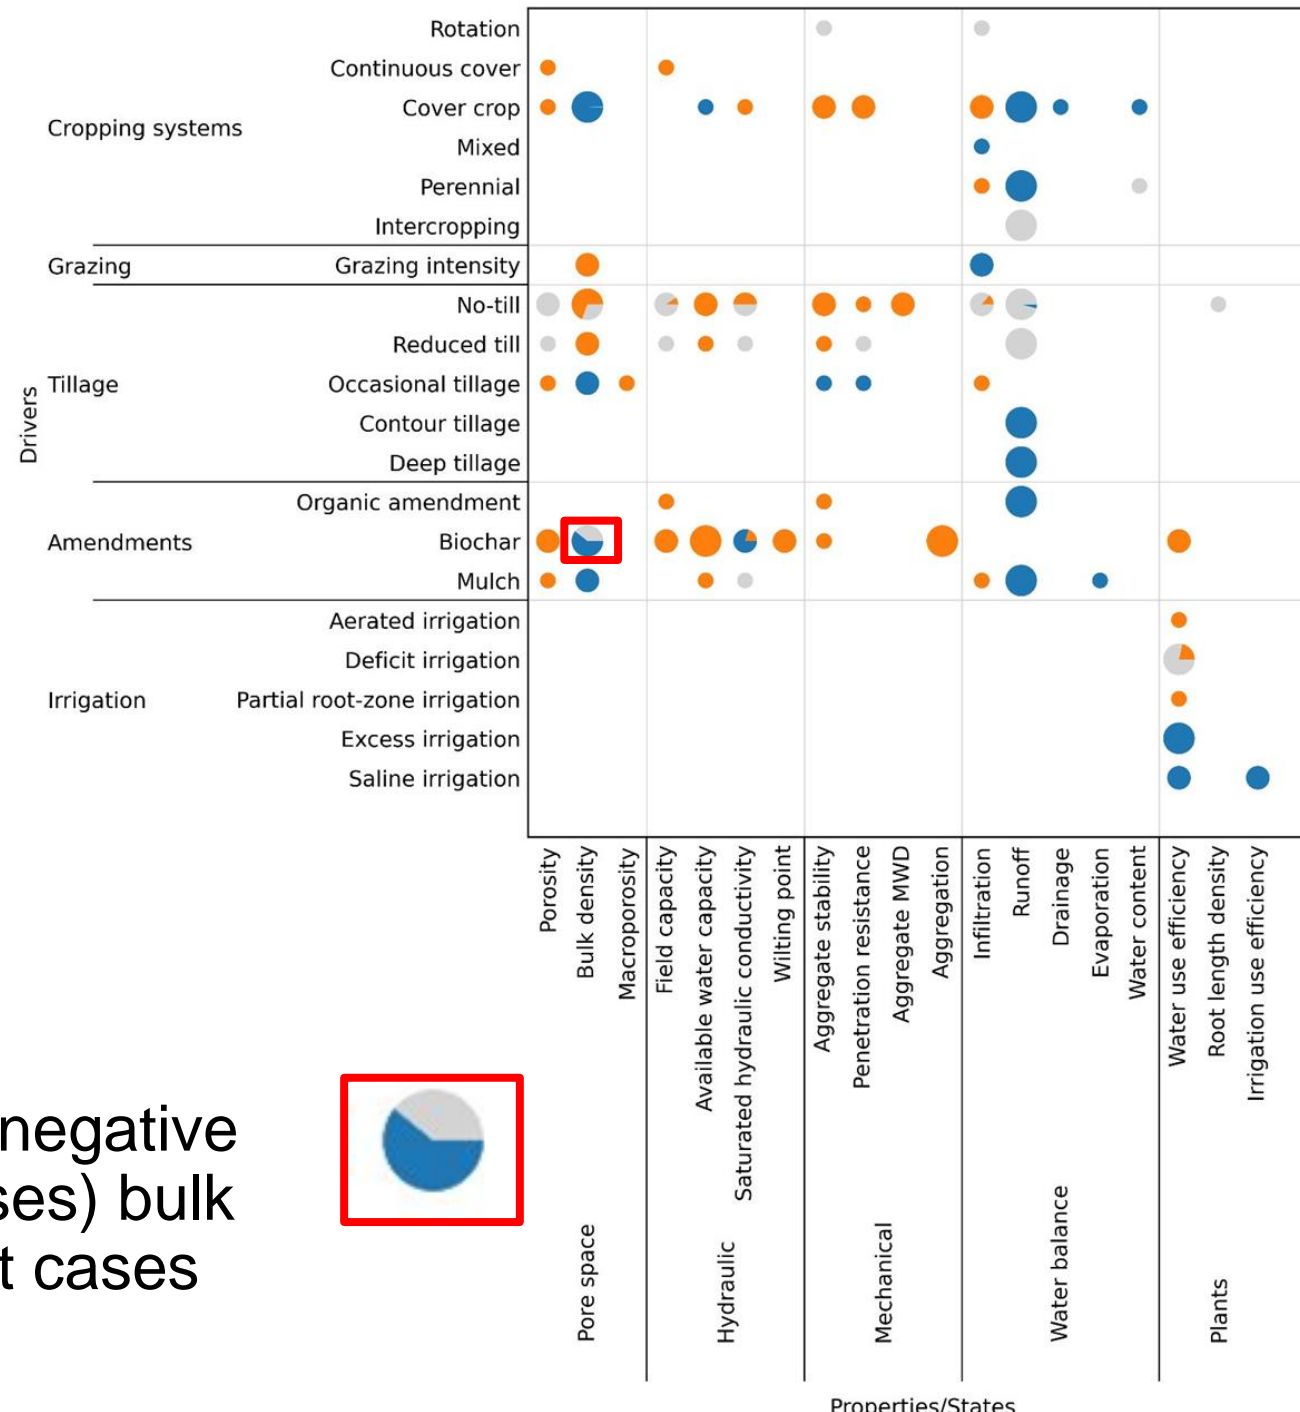 Rotation
Continuous cover
Cover crop
Cropping systems
Mixed
Perennial
Intercropping
Grazing
Grazing intensity
No-till
Reduced till
Tillage
Occasional tillage
Drivers
Contour tillage
Deep tillage
Organic amendment
Amendments
Biochar
Mulch
Aerated irrigation
Deficit irrigation
Irrigation
Partial root-zone irrigation
Excess irrigation
Saline irrigation
Porosity
Bulk density
Macroporosity
Field capacity
Available water capacity
Saturated hydraulic conductivity
Wilting point
Aggregate stability
Penetration resistance
Aggregate MWD
Aggregation
Infiltration
Runoff
Drainage
Evaporation
Water content
Water use efficiency
Root length density
Irrigation use efficiency
Pore space
Hydraulic
Mechanical
Water balance
Plants
Properties/States
negative
ses) bulk
t cases